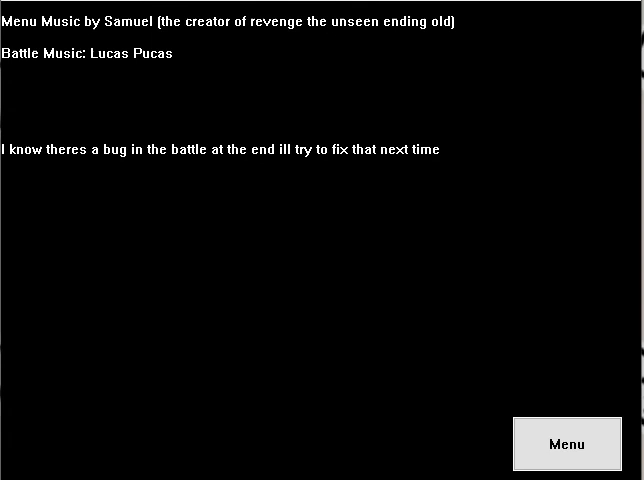 Menu Music by Samuel (the creator of revenge the unseen ending old)
Battle Music: Lucas Pucas
I know theres a bug in the battle at the end ill try to fix that next time
Menu